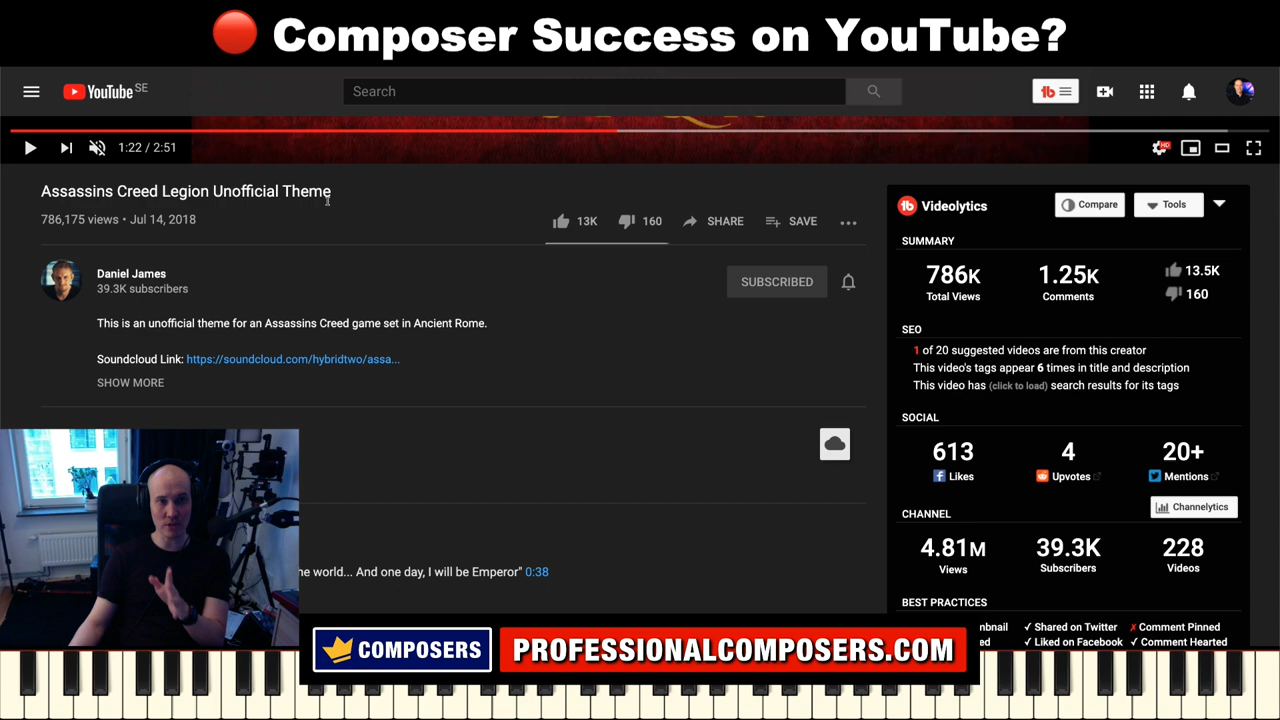 🔴 Composer Success on YouTube?
YouTube SE
Search
1:22 / 2:51
HD
Assassins Creed Legion Unofficial Theme
786,175 views • Jul 14, 2018
13K
160
SHARE
SAVE
Daniel James
39.3K subscribers
SUBSCRIBED
This is an unofficial theme for an Assassins Creed game set in Ancient Rome.
Soundcloud Link: https://soundcloud.com/hybridtwo/assa...
SHOW MORE
he world... And one day, I will be Emperor" 0:38
Videolytics
Compare
Tools
SUMMARY
786K
Total Views
1.25K
Comments
13.5K
160
SEO
1 of 20 suggested videos are from this creator
This video's tags appear 6 times in title and description
This video has (click to load) search results for its tags
SOCIAL
613
Likes
4
Upvotes
20+
Mentions
CHANNEL
Channelytics
4.81M
Views
39.3K
Subscribers
228
Videos
BEST PRACTICES
mbnail ✓ Shared on Twitter ✗ Comment Pinned
ed ✓ Liked on Facebook ✓ Comment Hearted
COMPOSERS
PROFESSIONALCOMPOSERS.COM